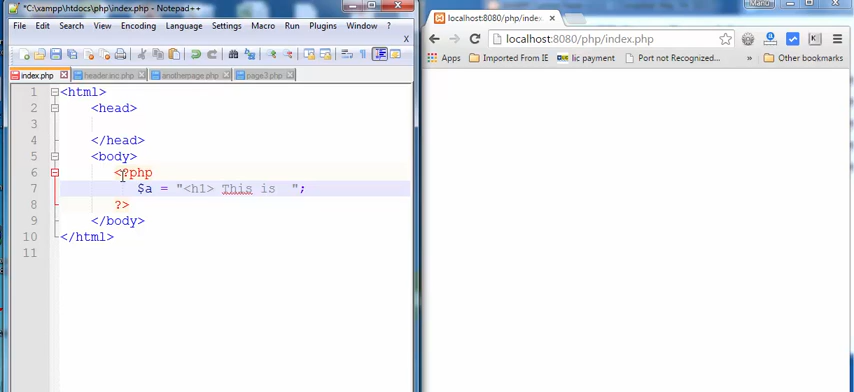 *C:\xampp\htdocs\php\index.php - Notepad++
File Edit Search View Encoding Language Settings Macro Run Plugins Window ?
index.php header.inc.php anotherpage.php page3.php
1 <html>
2 <head>
3
4 </head>
5 <body>
6 <?php
7 $a = "<h1> This is ";
8 ?>
9 </body>
10 </html>
11
Manu
localhost:8080/php/index.
localhost:8080/php/index.php
Apps Imported From IE lic payment Port not Recognized... >> Other bookmarks